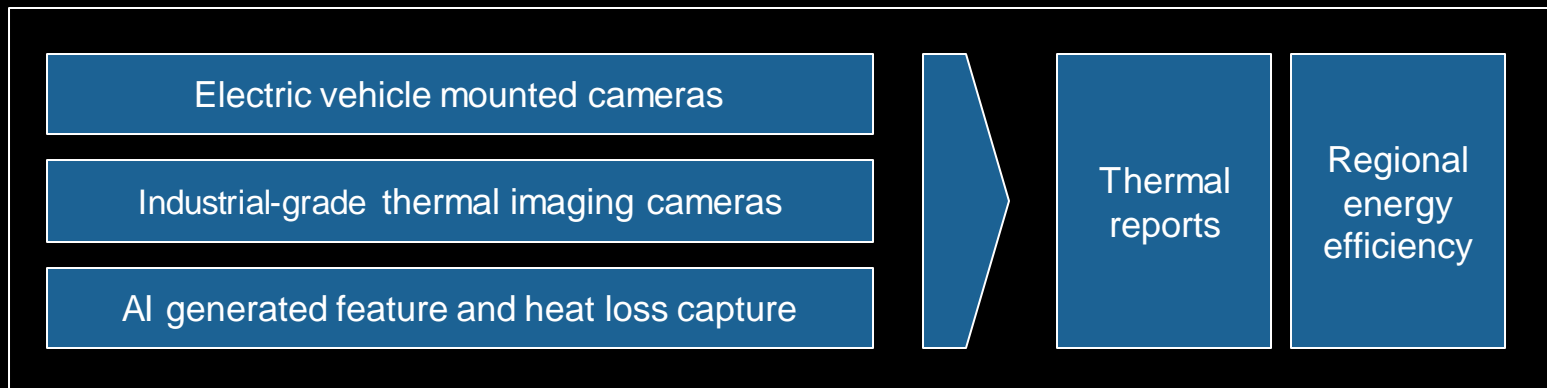 Electric vehicle mounted cameras
Industrial-grade thermal imaging cameras
AI generated feature and heat loss capture
Thermal
reports
Regional
energy
efficiency